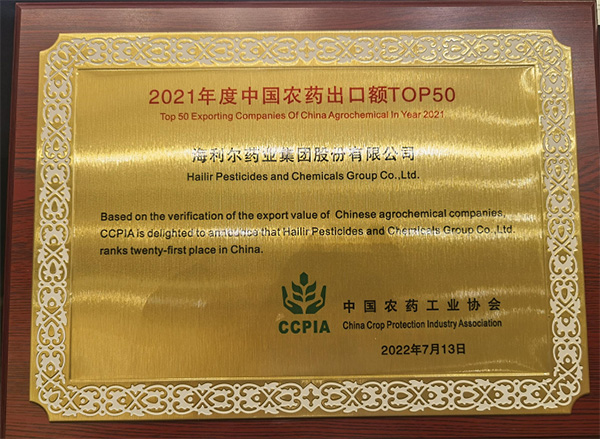 2021年度中国农药出口额TOP50
Top 50 Exporting Companies Of China Agrochemical In Year 2021
海利尔药业集团股份有限公司
Hailir Pesticides and Chemicals Group Co.,Ltd.
Based on the verification of the export value of Chinese agrochemical companies,
CCPIA is delighted to announce that Hailir Pesticides and Chemicals Group Co.,Ltd.
ranks twenty-first place in China.
CCPIA
中国农药工业协会
China Crop Protection Industry Association
2022年7月13日